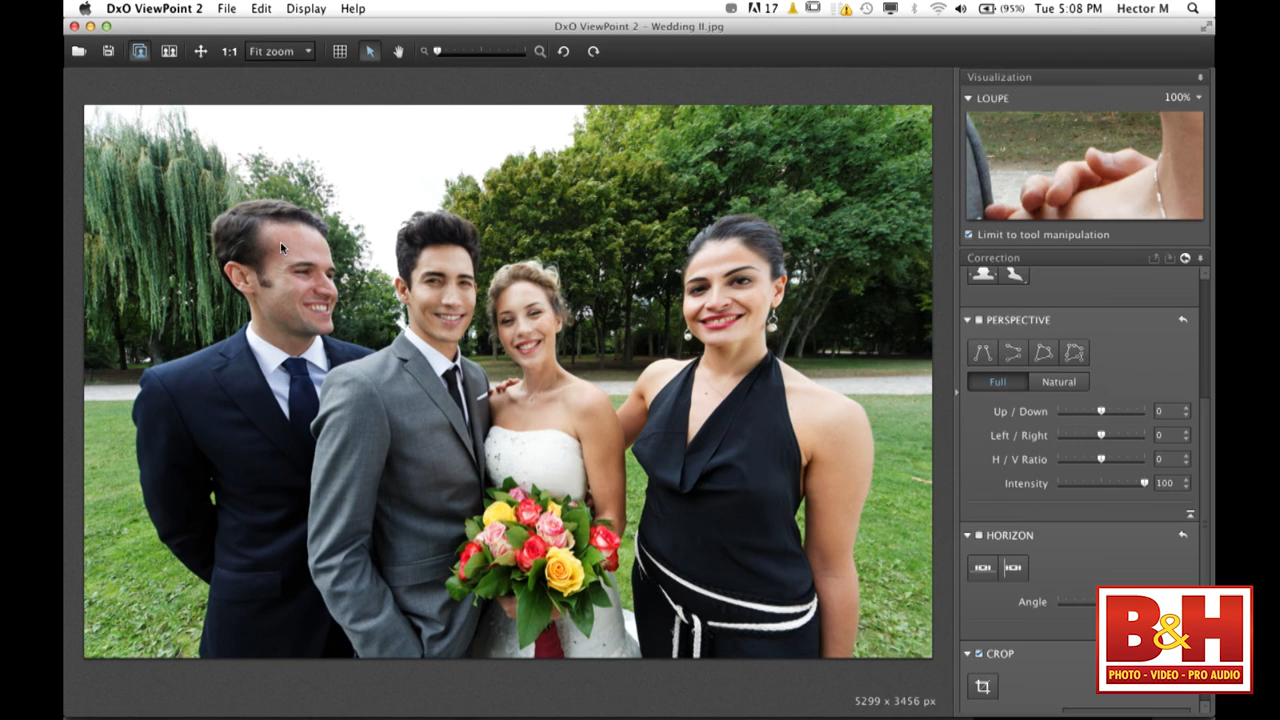 DxO ViewPoint 2 File Edit Display Help 17 (95%) Tue 5:08 PM Hector M
DxO ViewPoint 2 - Wedding II.jpg
1:1 Fit zoom
Visualization
LOUPE 100%
Limit to tool manipulation
Correction
PERSPECTIVE
Full Natural
Up / Down 0
Left / Right 0
H / V Ratio 0
Intensity 100
HORIZON
Angle
CROP
5299 x 3456 px
B&H
PHOTO - VIDEO - PRO AUDIO